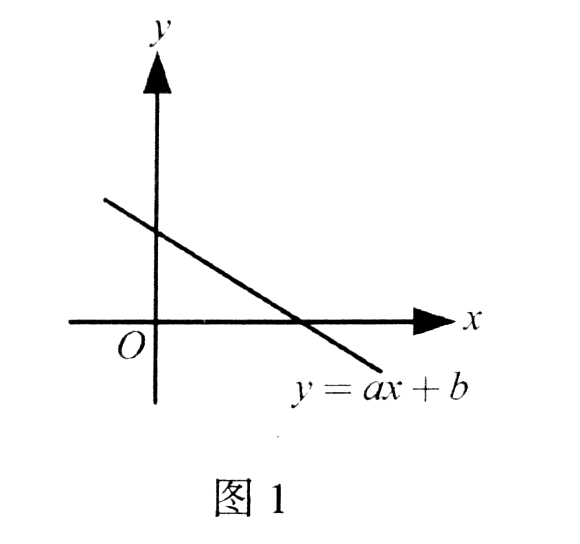 y
x
O
y = ax + b
图 1